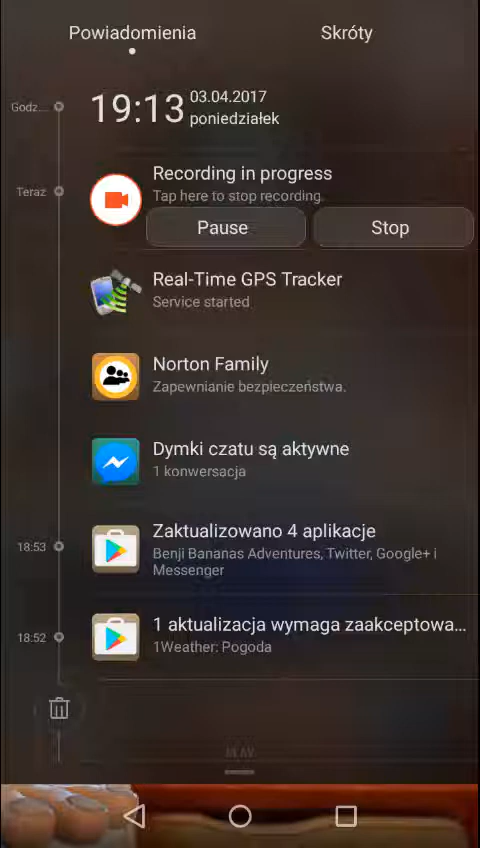 Powiadomienia
Skróty
Godz...
19:13
03.04.2017
poniedziałek
Teraz
Recording in progress
Tap here to stop recording.
Pause
Stop
Real-Time GPS Tracker
Service started
Norton Family
Zapewnianie bezpieczeństwa.
Dymki czatu są aktywne
1 konwersacja
18:53
Zaktualizowano 4 aplikacje
Benji Bananas Adventures, Twitter, Google+ i
Messenger
18:52
1 aktualizacja wymaga zaakceptowa...
1Weather: Pogoda